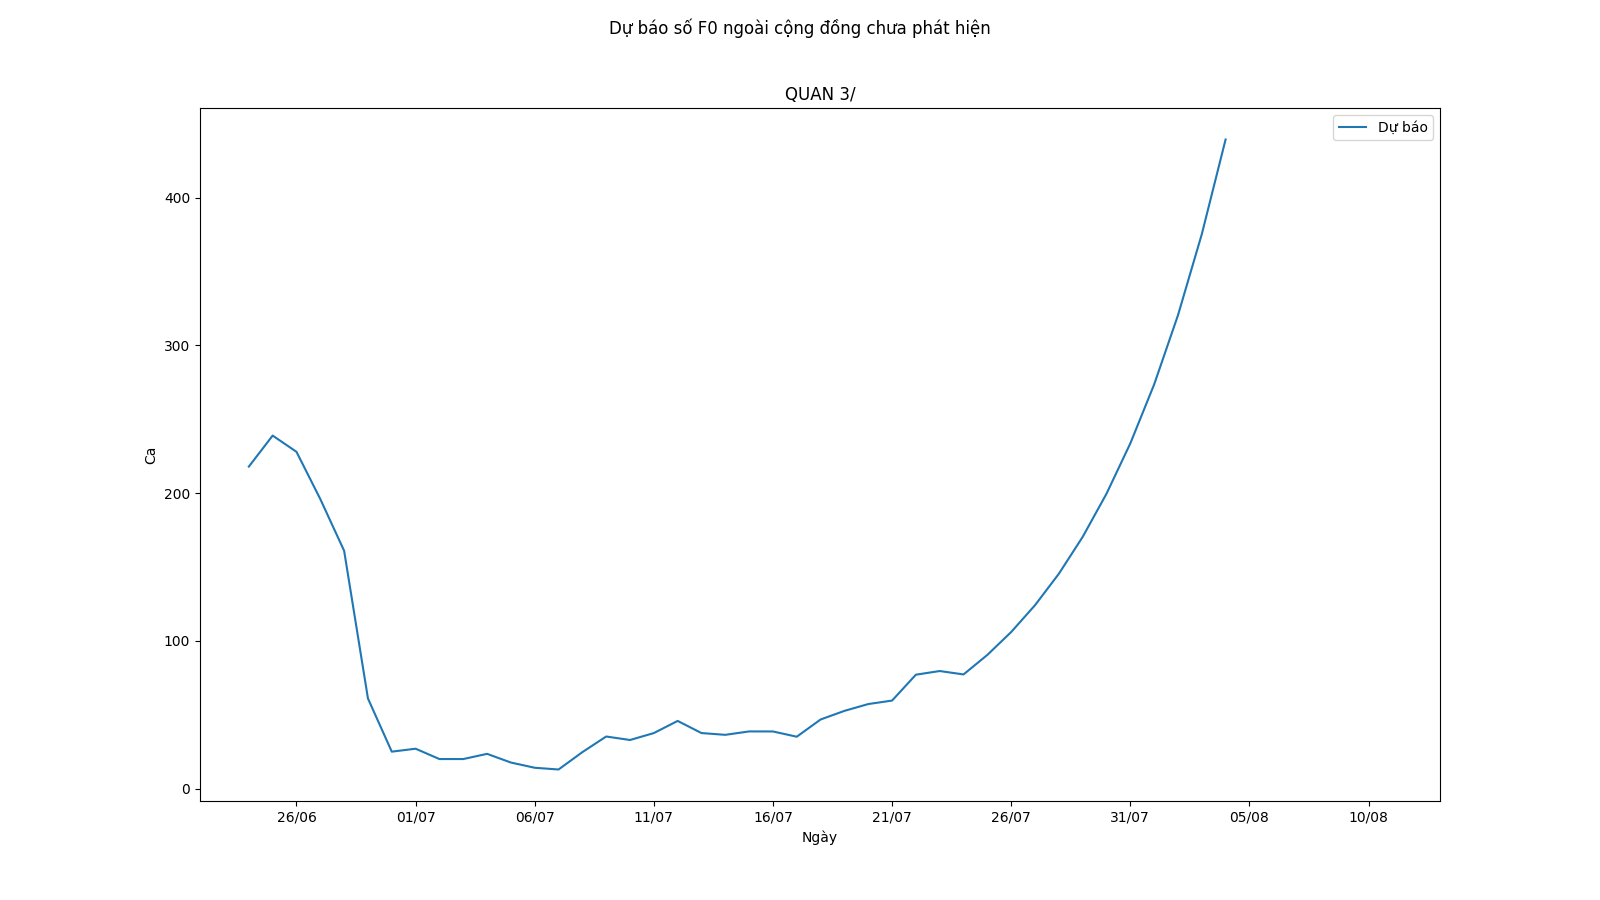 Dự báo số F0 ngoài cộng đồng chưa phát hiện
QUAN 3/
Dự báo
400
300
200
100
0
Ca
26/06 01/07 06/07 11/07 16/07 21/07 26/07 31/07 05/08 10/08
Ngày